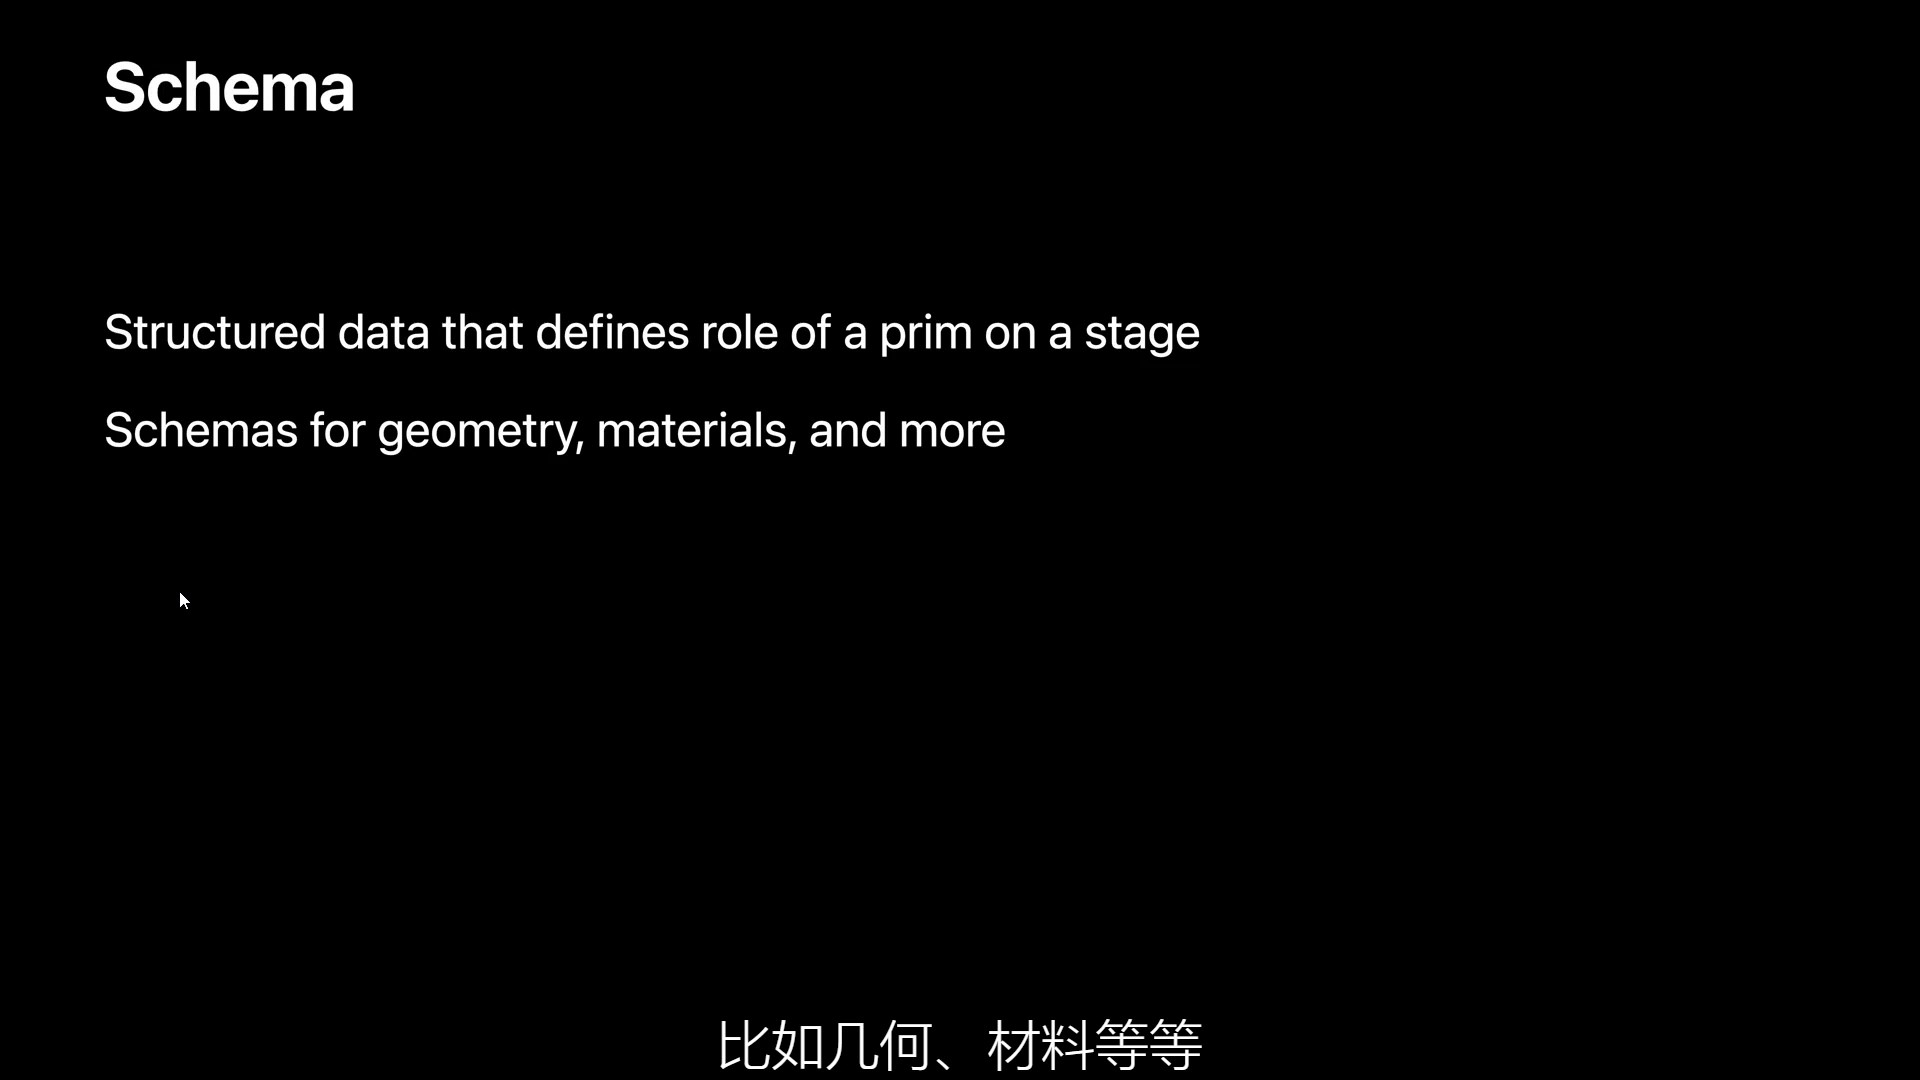 Schema
Structured data that defines role of a prim on a stage
Schemas for geometry, materials, and more
比如几何、材料等等